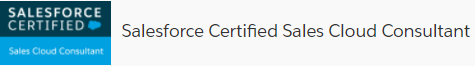 SALESFORCE
CERTIFIED
Sales Cloud Consultant
Salesforce Certified Sales Cloud Consultant